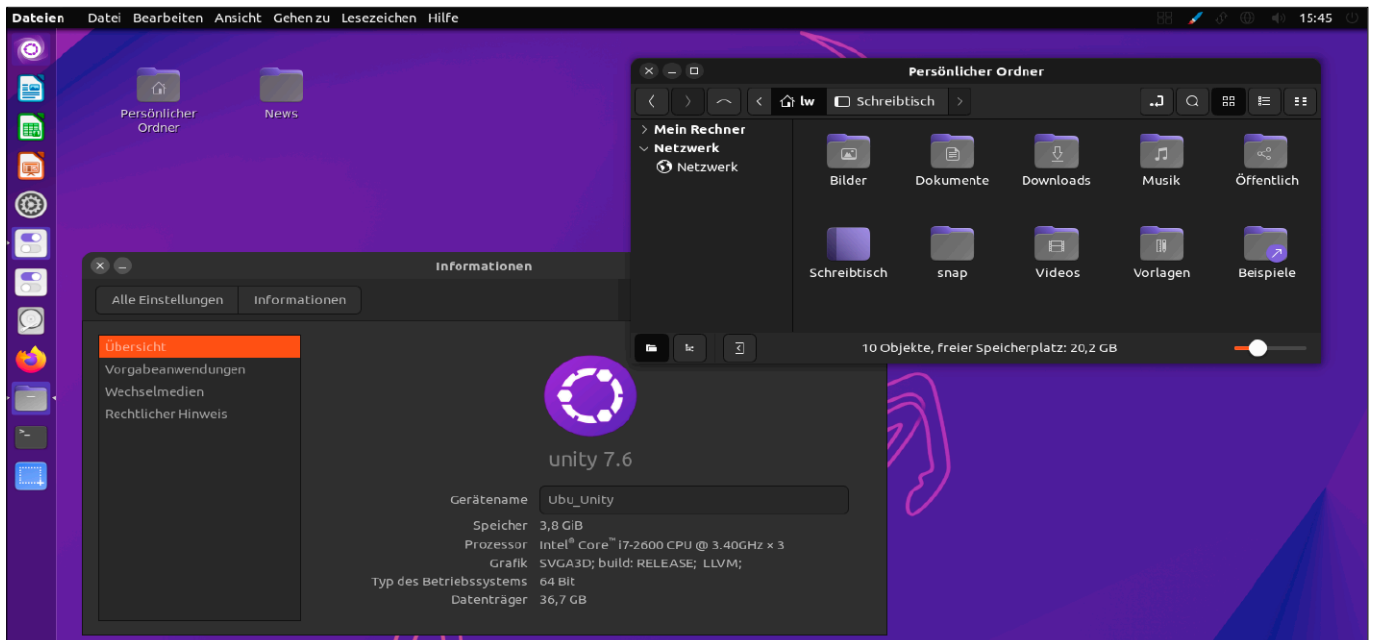 Dateien Datei Bearbeiten Ansicht Gehen zu Lesezeichen Hilfe 15:45
Persönlicher Ordner
News
Persönlicher Ordner
lw Schreibtisch
Mein Rechner
Netzwerk
Netzwerk
Bilder Dokumente Downloads Musik Öffentlich
Schreibtisch snap Videos Vorlagen Beispiele
10 Objekte, freier Speicherplatz: 20,2 GB
Informationen
Alle Einstellungen Informationen
Übersicht
Vorgabeanwendungen
Wechselmedien
Rechtlicher Hinweis
unity 7.6
Gerätename Ubu_Unity
Speicher 3,8 GiB
Prozessor Intel® Core™ i7-2600 CPU @ 3.40GHz × 3
Grafik SVGA3D; build: RELEASE; LLVM;
Typ des Betriebssystems 64 Bit
Datenträger 36,7 GB